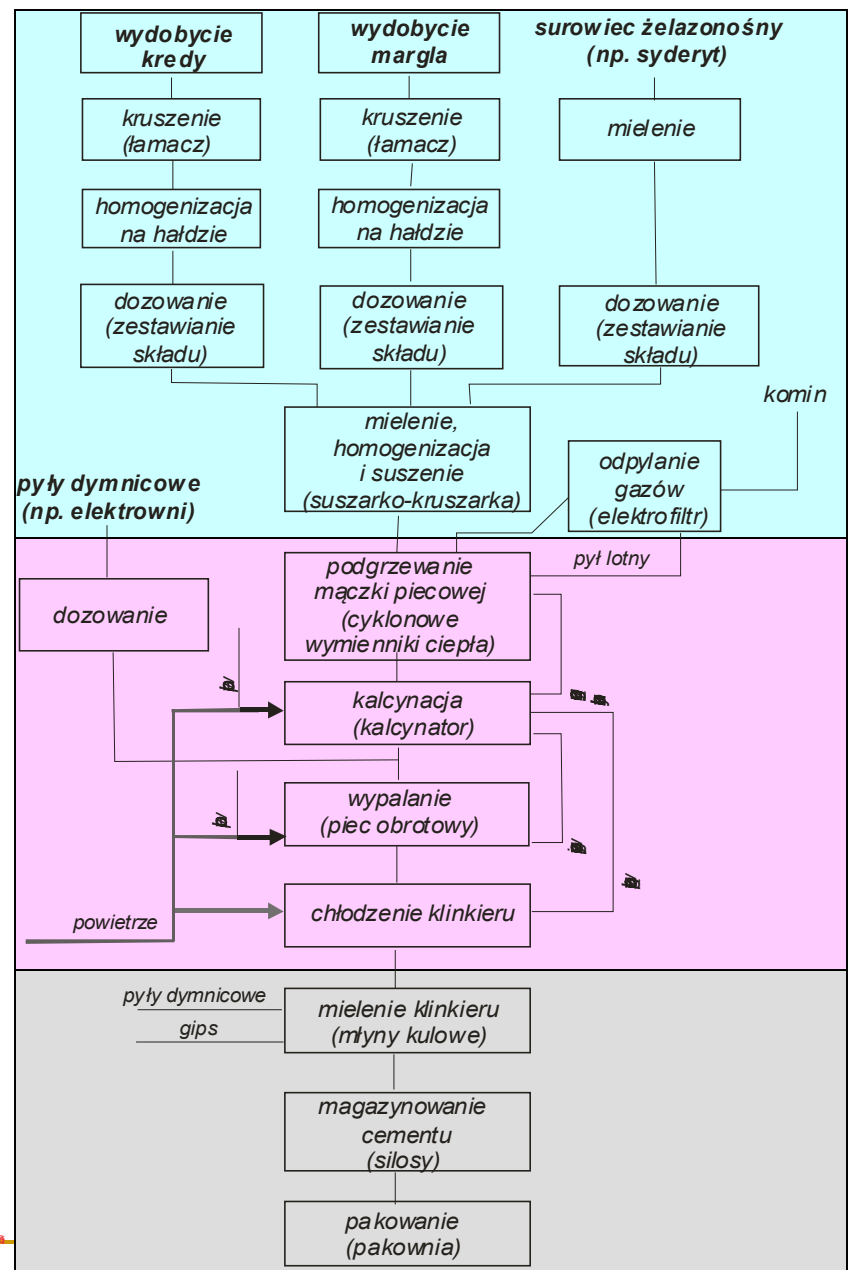 wydobycie
kredy
wydobycie
margla
surowiec żelazonośny
(np. syderyt)
kruszenie
(łamacz)
kruszenie
(łamacz)
mielenie
homogenizacja
na hałdzie
homogenizacja
na hałdzie
dozowanie
(zestawianie
składu)
dozowanie
(zestawianie
składu)
dozowanie
(zestawianie
składu)
komin
mielenie,
homogenizacja
i suszenie
(suszarko-kruszarka)
odpylanie
gazów
(elektrofiltr)
pyły dymnicowe
(np. elektrowni)
dozowanie
podgrzewanie
mączki piecowej
(cyklonowe
wymienniki ciepła)
pył lotny
kalcynacja
(kalcynator)
wypalanie
(piec obrotowy)
chłodzenie klinkieru
powietrze
pyły dymnicowe
gips
mielenie klinkieru
(młyny kulowe)
magazynowanie
cementu
(silosy)
pakowanie
(pakownia)